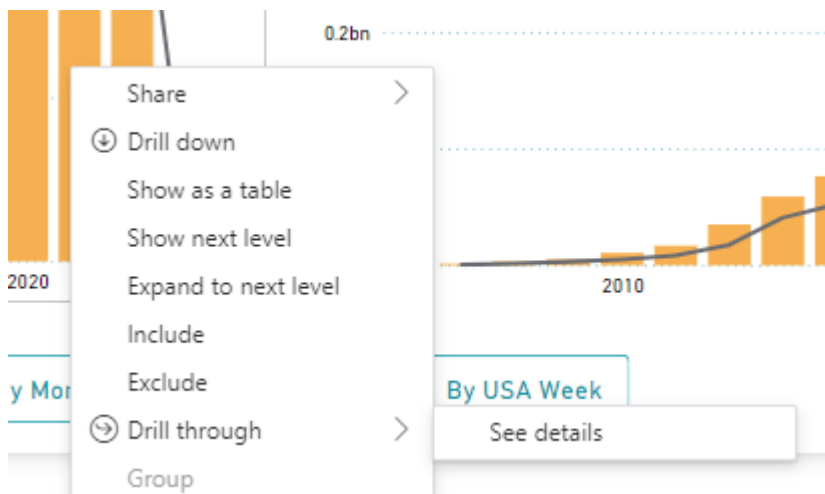 0.2bn
Share
Drill down
Show as a table
Show next level
Expand to next level
2020
2010
Include
Exclude
y Mor
By USA Week
Drill through
See details
Group